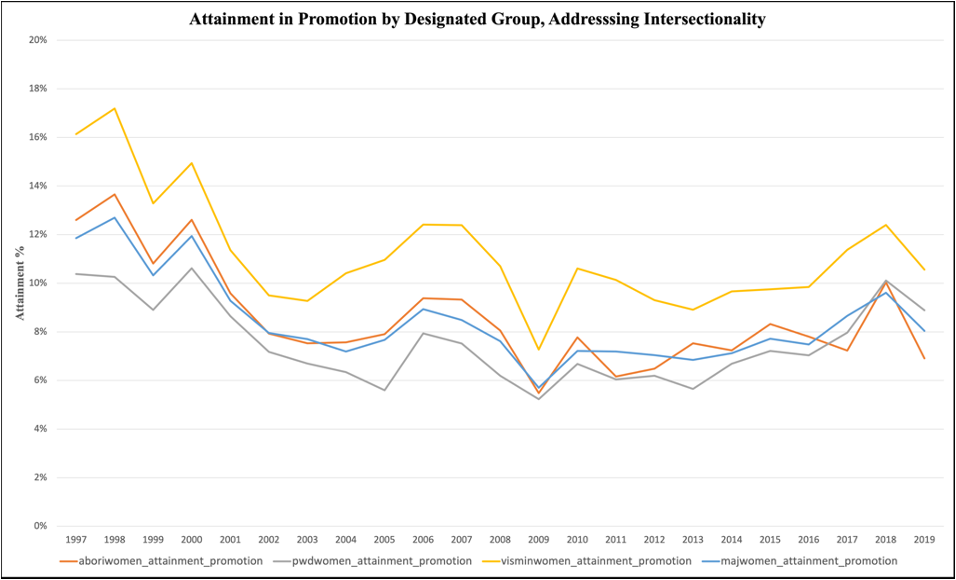 Attainment in Promotion by Designated Group, Addresssing Intersectionality
20%
18%
16%
14%
12%
10%
8%
6%
4%
2%
0%
Attainment %
1997 1998 1999 2000 2001 2002 2003 2004 2005 2006 2007 2008 2009 2010 2011 2012 2013 2014 2015 2016 2017 2018 2019
aboriwomen_attainment_promotion pwdwomen_attainment_promotion visminwomen_attainment_promotion majwomen_attainment_promotion